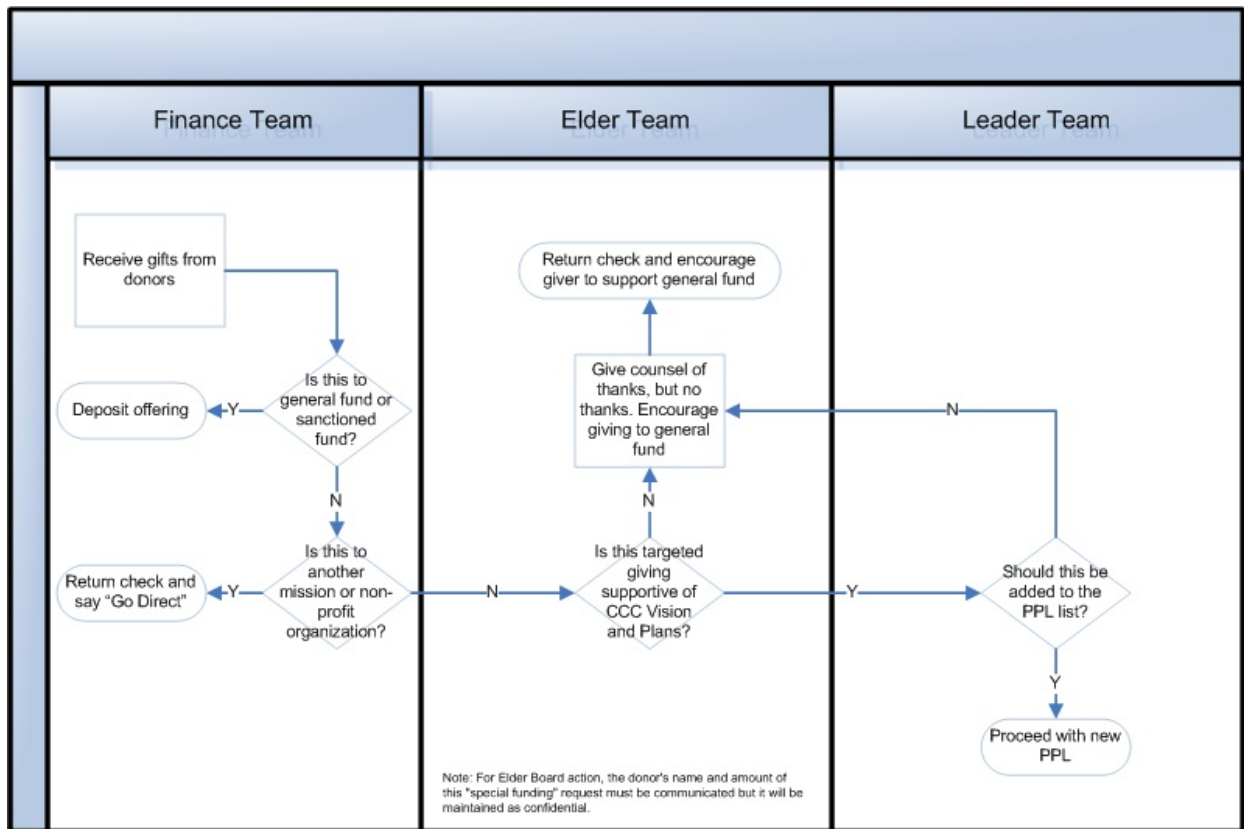 Finance Team
Elder Team
Leader Team
Receive gifts from
donors
Is this to
general fund or
sanctioned
fund?
Y
Deposit offering
N
Is this to
another
mission or non-
profit
organization?
Y
Return check and
say “Go Direct”
N
Return check and encourage
giver to support general fund
Give counsel of
thanks, but no
thanks. Encourage
giving to general
fund
N
Is this targeted
giving
supportive of
CCC Vision
and Plans?
Y
N
Should this be
added to the
PPL list?
Y
Proceed with new
PPL
Note: For Elder Board action, the donor's name and amount of
this "special funding" request must be communicated but it will be
maintained as confidential.